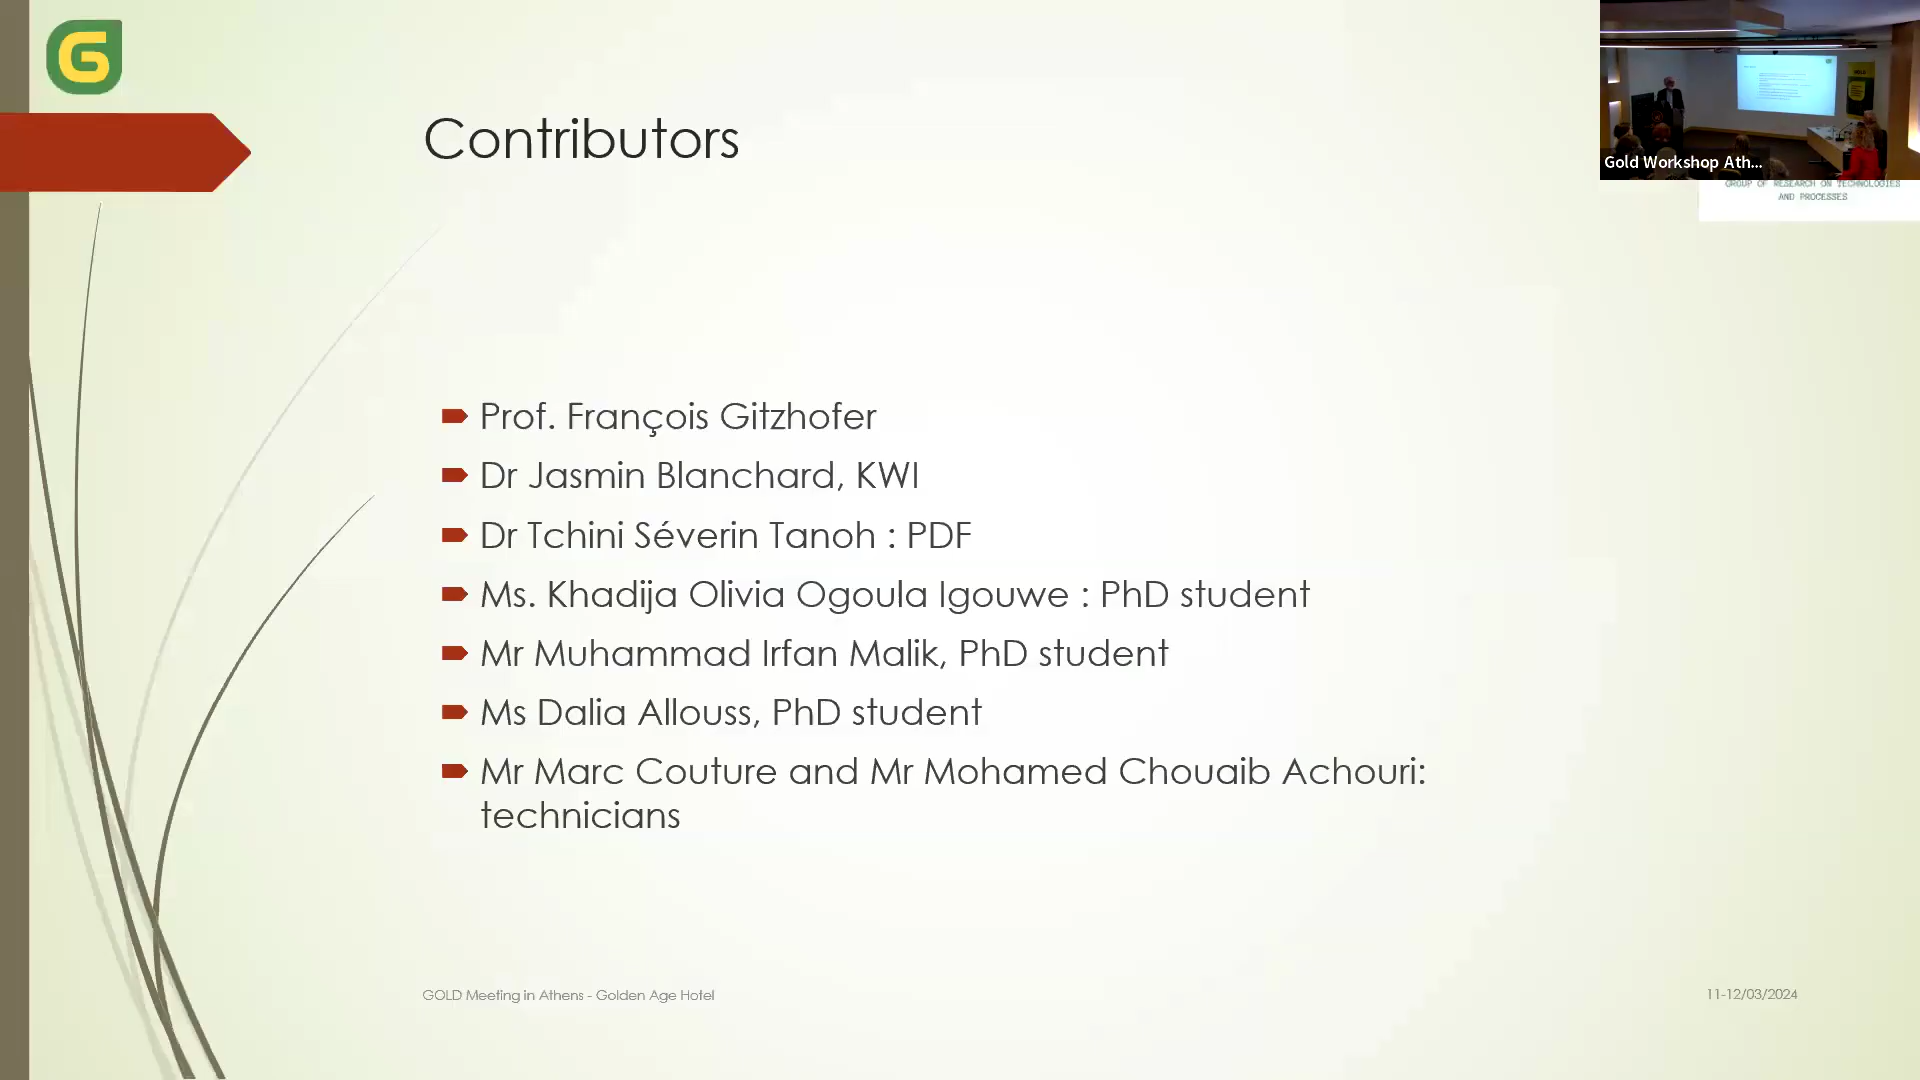 G
Contributors
Gold Workshop Ath...
GROUP OF RESEARCH ON TECHNOLOGIES
AND PROCESSES
Prof. François Gitzhofer
Dr Jasmin Blanchard, KWI
Dr Tchini Séverin Tanoh : PDF
Ms. Khadija Olivia Ogoula Igouwe : PhD student
Mr Muhammad Irfan Malik, PhD student
Ms Dalia Allouss, PhD student
Mr Marc Couture and Mr Mohamed Chouaib Achouri:
technicians
GOLD Meeting in Athens - Golden Age Hotel
11-12/03/2024